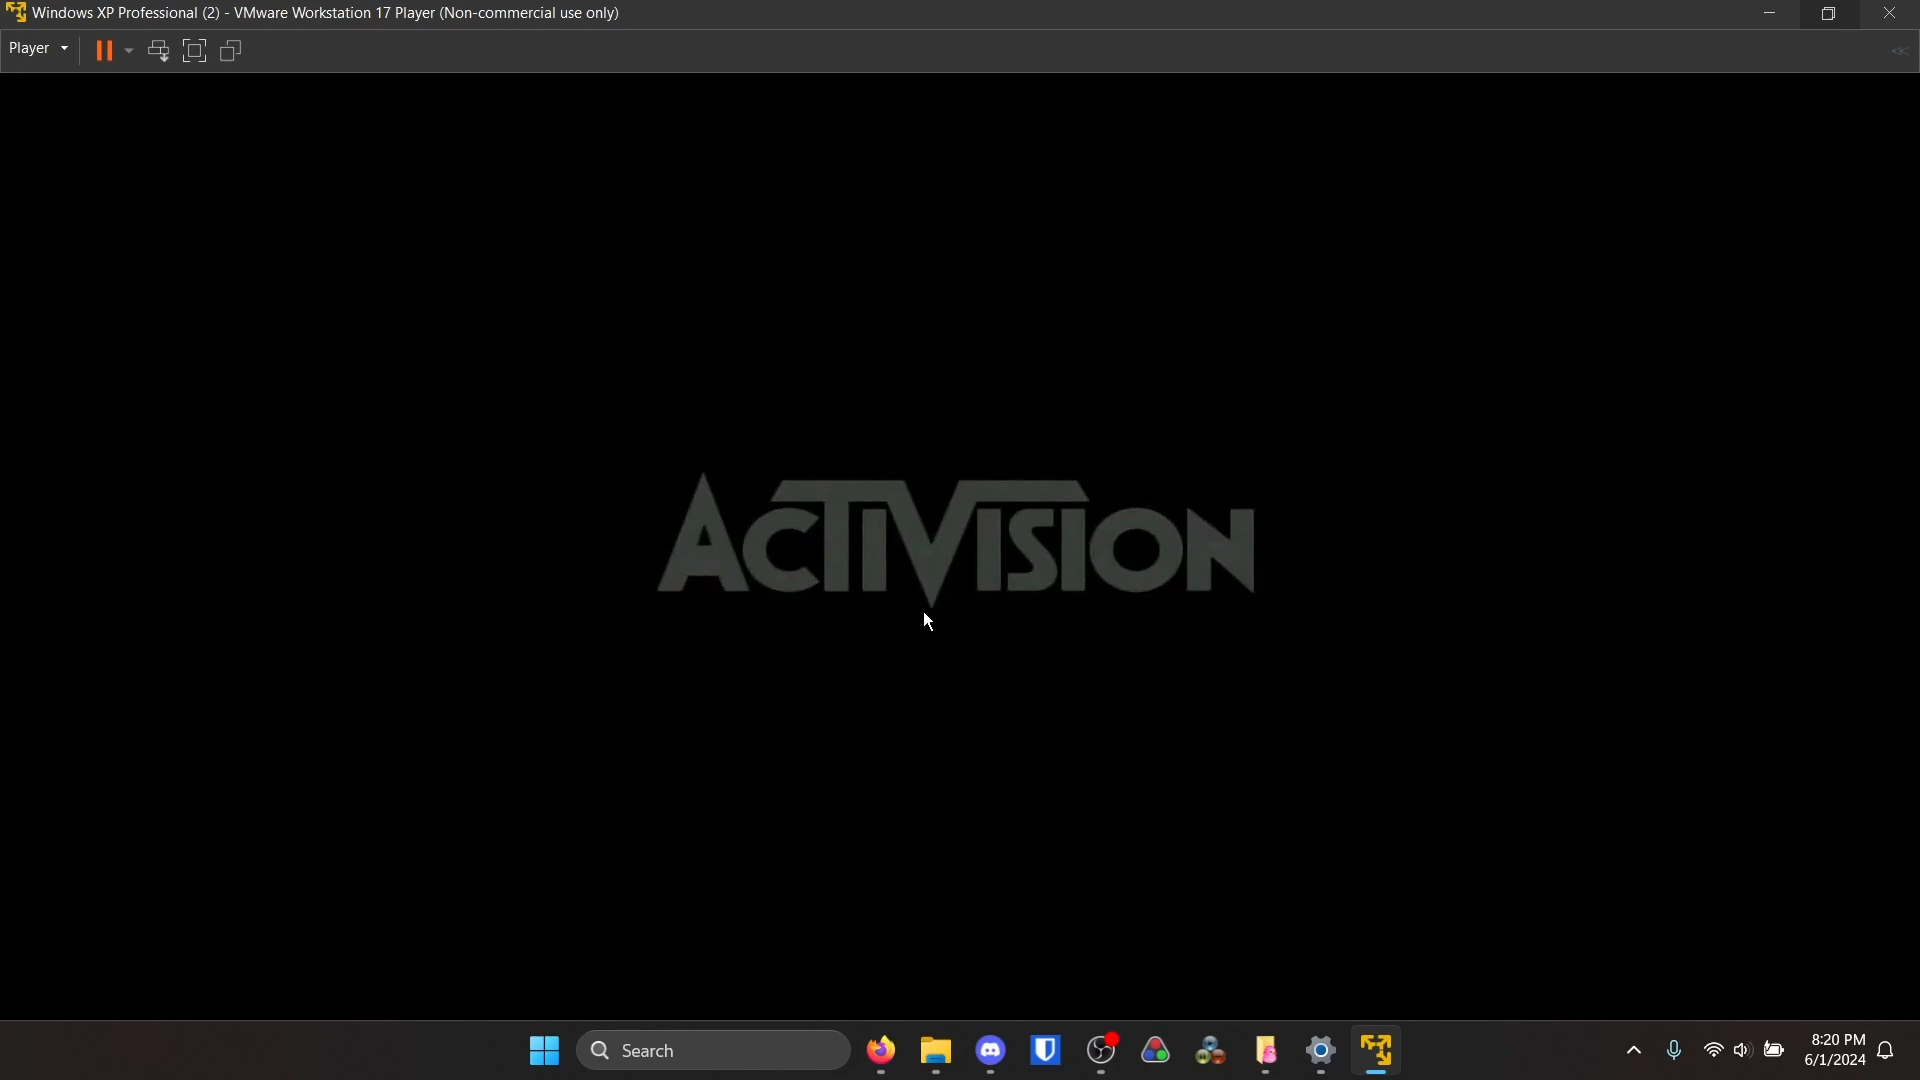 Windows XP Professional (2) - VMware Workstation 17 Player (Non-commercial use only)
Player
ACTIVISION
Search
8:20 PM
6/1/2024